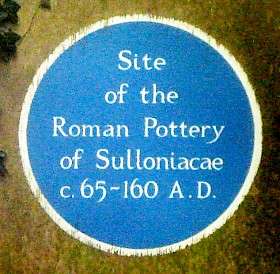 Site
of the
Roman Pottery
of Sulloniacae
c. 65~160 A.D.